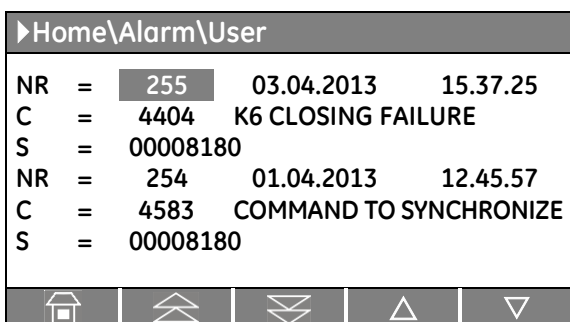 Home\Alarm\User
NR = 255 03.04.2013 15.37.25
C = 4404 K6 CLOSING FAILURE
S = 00008180
NR = 254 01.04.2013 12.45.57
C = 4583 COMMAND TO SYNCHRONIZE
S = 00008180